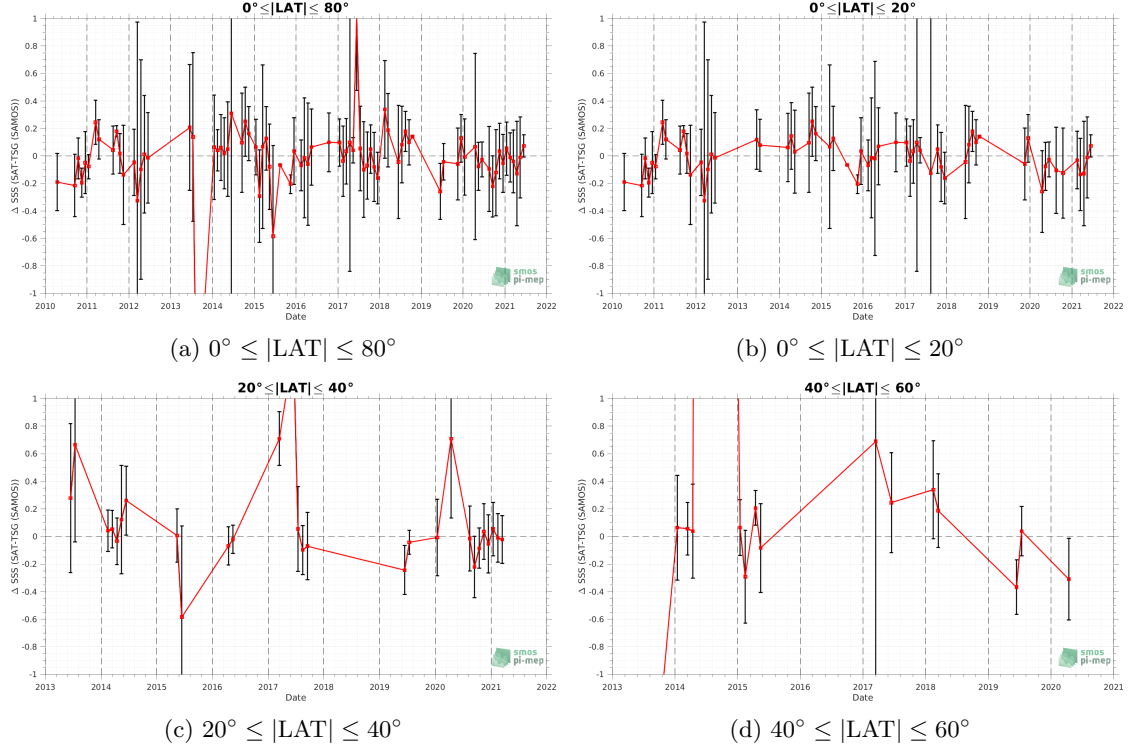 0°≤|LAT|≤ 80°
Δ SSS (SAT-TSG (SAMOS))
1
0.8
0.6
0.4
0.2
0
-0.2
-0.4
-0.6
-0.8
-1
2010 2011 2012 2013 2014 2015 2016 2017 2018 2019 2020 2021 2022
Date
smos
pi-mep
(a) 0° ≤ |LAT| ≤ 80°
0°≤|LAT|≤ 20°
Δ SSS (SAT-TSG (SAMOS))
1
0.8
0.6
0.4
0.2
0
-0.2
-0.4
-0.6
-0.8
-1
2010 2011 2012 2013 2014 2015 2016 2017 2018 2019 2020 2021 2022
Date
smos
pi-mep
(b) 0° ≤ |LAT| ≤ 20°
20°≤|LAT|≤ 40°
Δ SSS (SAT-TSG (SAMOS))
1
0.8
0.6
0.4
0.2
0
-0.2
-0.4
-0.6
-0.8
-1
2013 2014 2015 2016 2017 2018 2019 2020 2021 2022
Date
smos
pi-mep
(c) 20° ≤ |LAT| ≤ 40°
40°≤|LAT|≤ 60°
Δ SSS (SAT-TSG (SAMOS))
1
0.8
0.6
0.4
0.2
0
-0.2
-0.4
-0.6
-0.8
-1
2013 2014 2015 2016 2017 2018 2019 2020 2021
Date
smos
pi-mep
(d) 40° ≤ |LAT| ≤ 60°